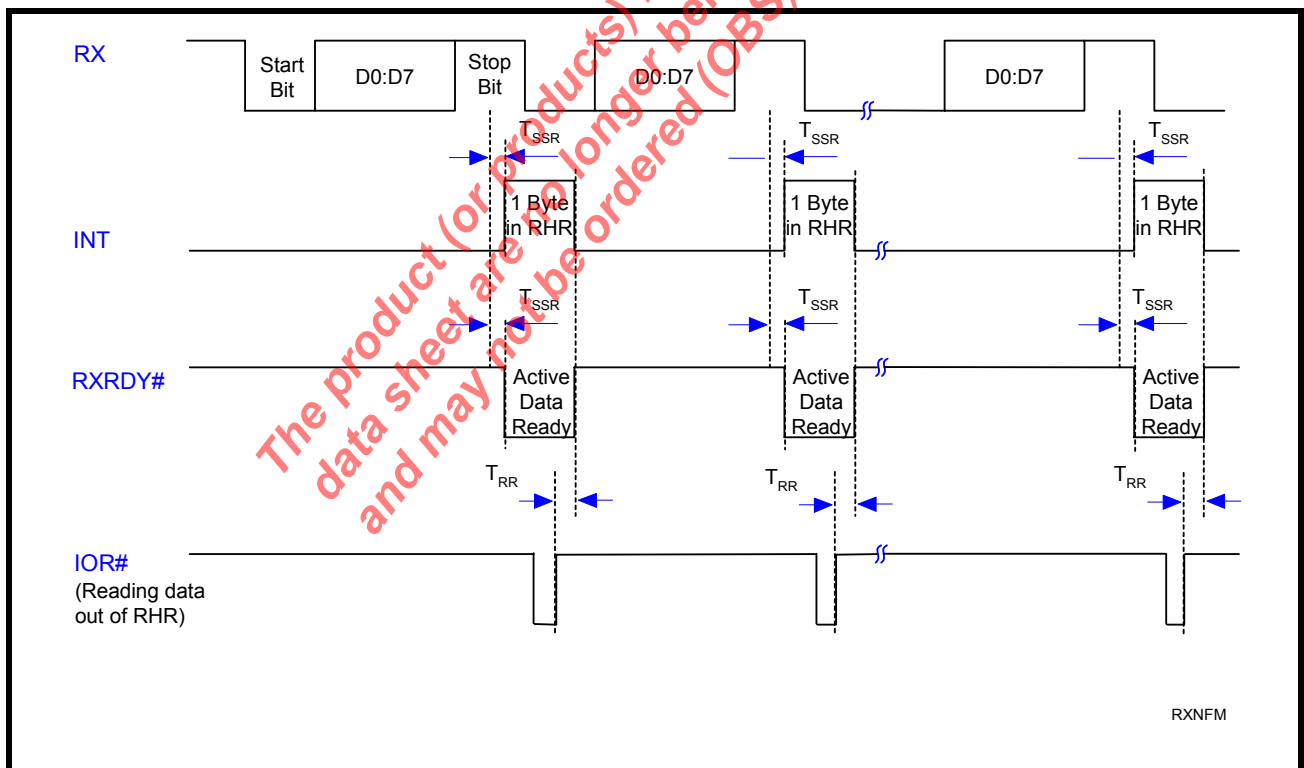 RX
Start
Bit
D0:D7
Stop
Bit
D0:D7
D0:D7
TSSR
TSSR
TSSR
INT
1 Byte
in RHR
1 Byte
in RHR
1 Byte
in RHR
TSSR
TSSR
TSSR
RXRDY#
Active
Data
Ready
Active
Data
Ready
Active
Data
Ready
TRR
TRR
TRR
IOR#
(Reading data
out of RHR)
RXNFM
The product (or products)
data sheet are no longer
and may not be ordered (OBS)